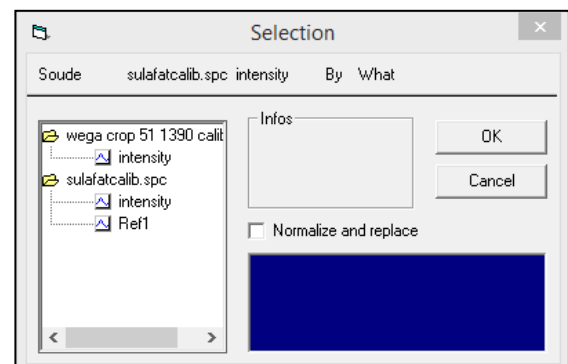 Selection
Soude sulafatcalib.spc intensity By What
wega crop 51 1390 calit
intensity
sulafatcalib.spc
intensity
Ref1
Infos
OK
Cancel
Normalize and replace